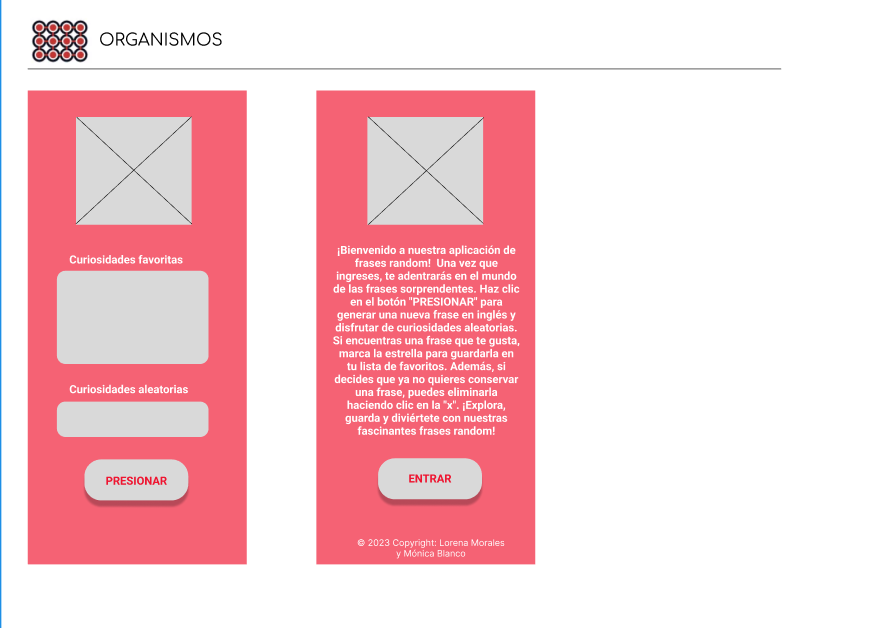 ORGANISMOS
Curiosidades favoritas
Curiosidades aleatorias
PRESIONAR
¡Bienvenido a nuestra aplicación de
frases random!  Una vez que
ingreses, te adentrarás en el mundo
de las frases sorprendentes. Haz clic
en el botón "PRESIONAR" para
generar una nueva frase en inglés y
disfrutar de curiosidades aleatorias.
Si encuentras una frase que te gusta,
marca la estrella para guardarla en
tu lista de favoritos. Además, si
decides que ya no quieres conservar
una frase, puedes eliminarla
haciendo clic en la "x". ¡Explora,
guarda y diviértete con nuestras
fascinantes frases random!
ENTRAR
© 2023 Copyright: Lorena Morales
y Mónica Blanco